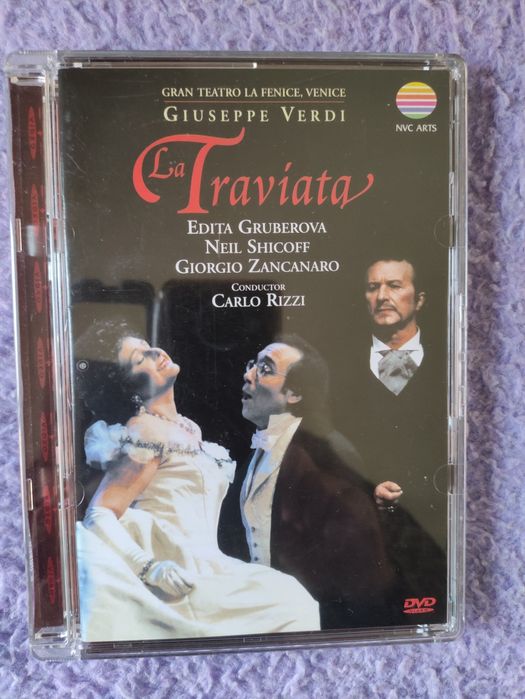 GRAN TEATRO LA FENICE, VENICE
GIUSEPPE VERDI
NVC ARTS
La Traviata
EDITA GRUBEROVA
NEIL SHICOFF
GIORGIO ZANCANARO
CONDUCTOR
CARLO RIZZI
DVD
VIDEO